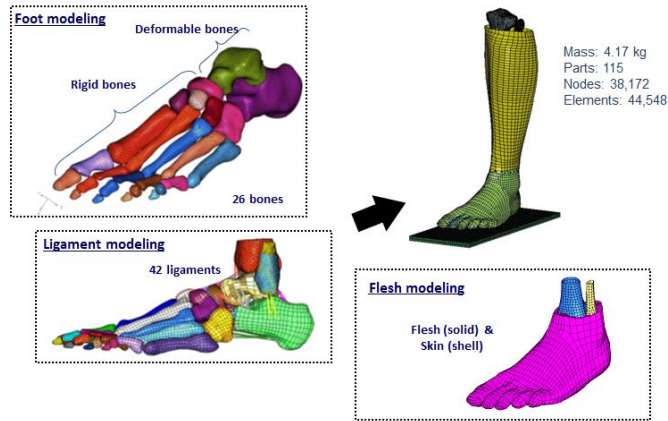 Foot modeling
Deformable bones
Rigid bones
26 bones
Mass: 4.17 kg
Parts: 115
Nodes: 38,172
Elements: 44,548
Ligament modeling
42 ligaments
Flesh modeling
Flesh (solid) &
Skin (shell)